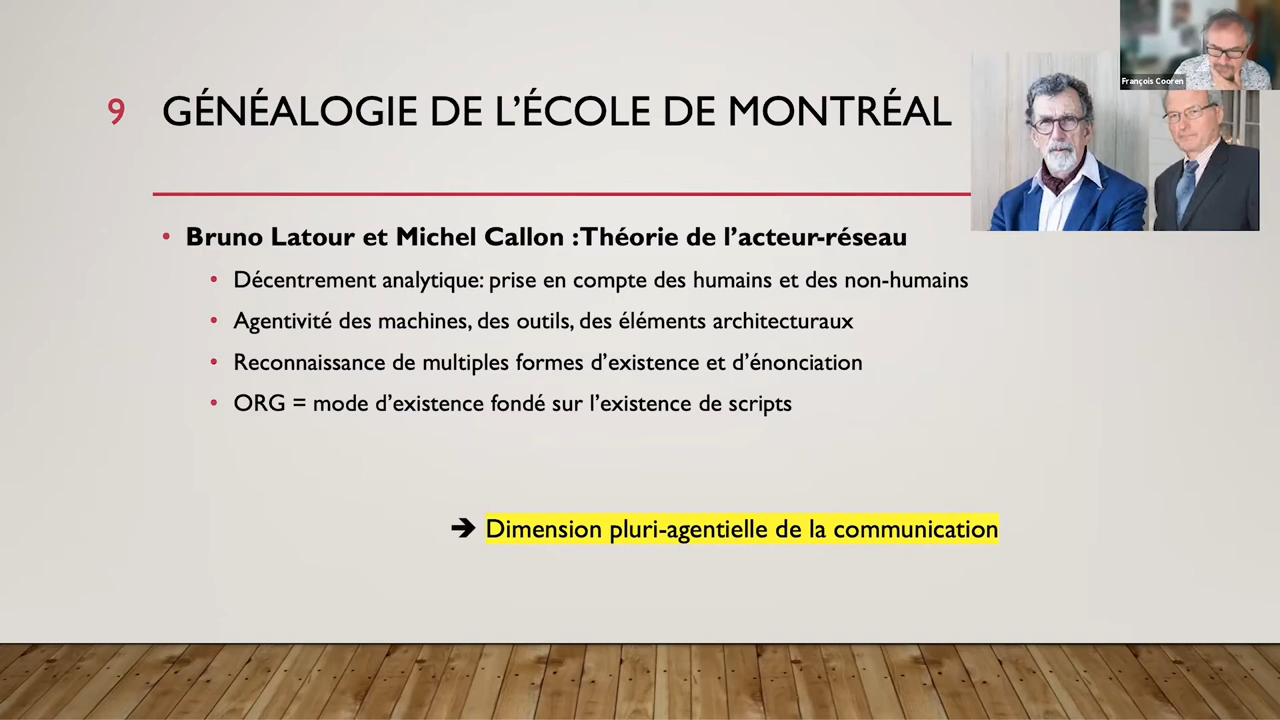 François Cooren
9 GÉNÉALOGIE DE L’ÉCOLE DE MONTRÉAL
• Bruno Latour et Michel Callon : Théorie de l’acteur-réseau
• Décentrement analytique: prise en compte des humains et des non-humains
• Agentivité des machines, des outils, des éléments architecturaux
• Reconnaissance de multiples formes d’existence et d’énonciation
• ORG = mode d’existence fondé sur l’existence de scripts
➔ Dimension pluri-agentielle de la communication